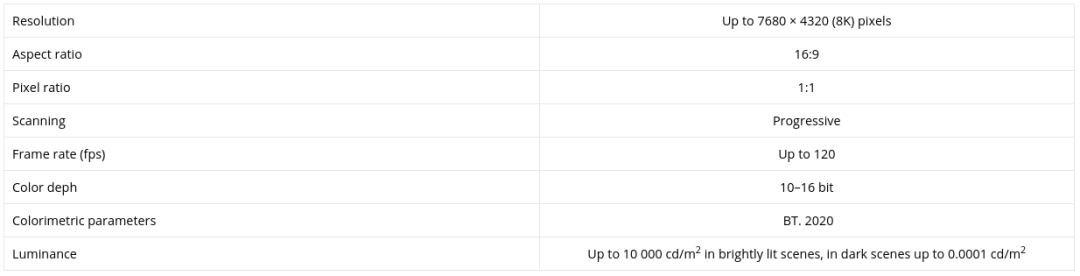 Resolution Up to 7680 × 4320 (8K) pixels
Aspect ratio 16:9
Pixel ratio 1:1
Scanning Progressive
Frame rate (fps) Up to 120
Color deph 10–16 bit
Colorimetric parameters BT. 2020
Luminance Up to 10 000 cd/m² in brightly lit scenes, in dark scenes up to 0.0001 cd/m²